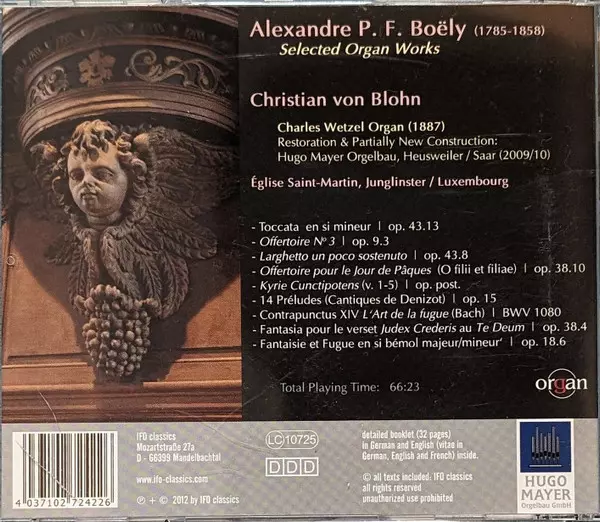 Alexandre P. F. Boëly (1785-1858)
Selected Organ Works
Christian von Blohn
Charles Wetzel Organ (1887)
Restoration & Partially New Construction:
Hugo Mayer Orgelbau, Heusweiler / Saar (2009/10)
Église Saint-Martin, Junglinster / Luxembourg
- Toccata en si mineur | op. 43.13
- Offertoire Nº 3 | op. 9.3
- Larghetto un poco sostenuto | op. 43.8
- Offertoire pour le Jour de Pâques (O filii et filiae) | op. 38.10
- Kyrie Cunctipotens (v. 1-5) | op. post.
- 14 Préludes (Cantiques de Denizot) | op. 15
- Contrapunctus XIV L'Art de la fugue (Bach) | BWV 1080
- Fantasia pour le verset Judex Crederis au Te Deum | op. 38.4
- Fantaisie et Fugue en si bémol majeur/mineur' | op. 18.6
Total Playing Time: 66:23
organ
4 037102 724226
IFO classics
Mozartstraße 27a
D - 66399 Mandelbachtal
www.ifo-classics.com
℗ + © 2012 by IFO classics
LC 10725
DDD
detailed booklet (32 pages)
in German and English (vitae in
German, English and French) inside.
© all texts included: IFO classics
all rights reserved
unauthorized use prohibited
HUGO
MAYER
Orgelbau GmbH